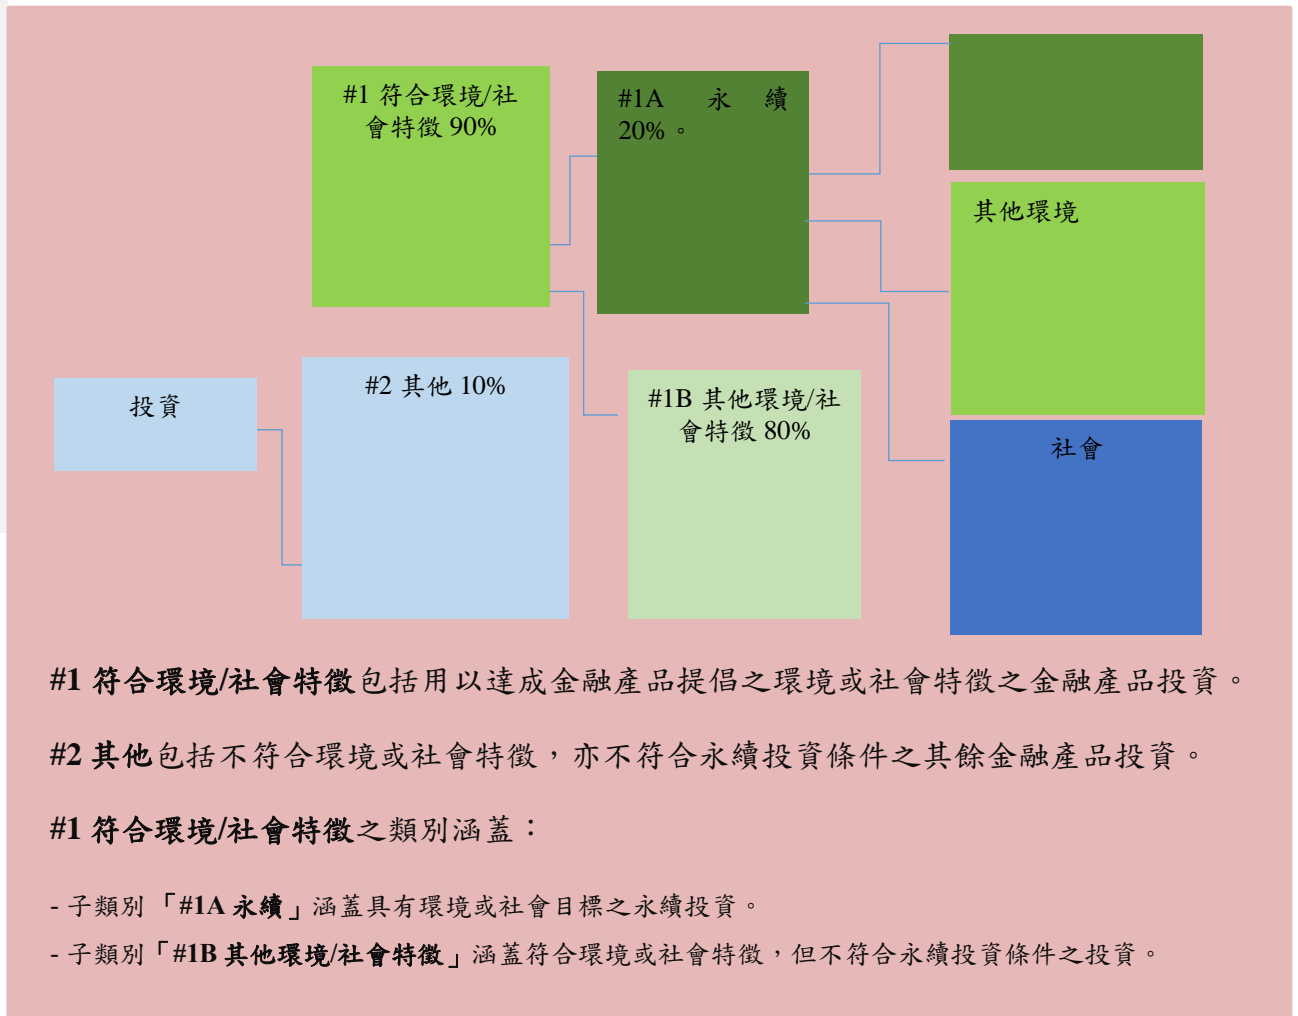 #1 符合環境/社
會特徵 90%
#1A 永續
20%。
其他環境
#2 其他 10%
投資
#1B 其他環境/社
會特徵 80%
社會
#1 符合環境/社會特徵包括用以達成金融產品提倡之環境或社會特徵之金融產品投資。
#2 其他包括不符合環境或社會特徵，亦不符合永續投資條件之其餘金融產品投資。
#1 符合環境/社會特徵之類別涵蓋：
- 子類別「#1A 永續」涵蓋具有環境或社會目標之永續投資。
- 子類別「#1B 其他環境/社會特徵」涵蓋符合環境或社會特徵，但不符合永續投資條件之投資。